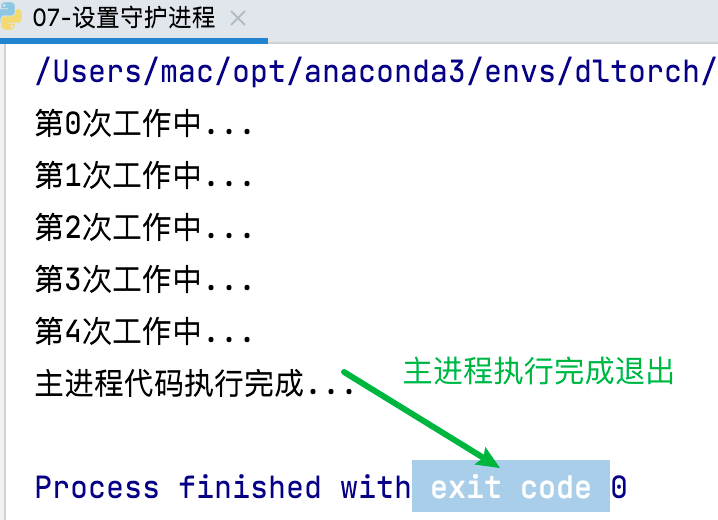 07-设置守护进程
/Users/mac/opt/anaconda3/envs/dltorch/
第0次工作中...
第1次工作中...
第2次工作中...
第3次工作中...
第4次工作中...
主进程代码执行完成...
主进程执行完成退出
Process finished with exit code 0